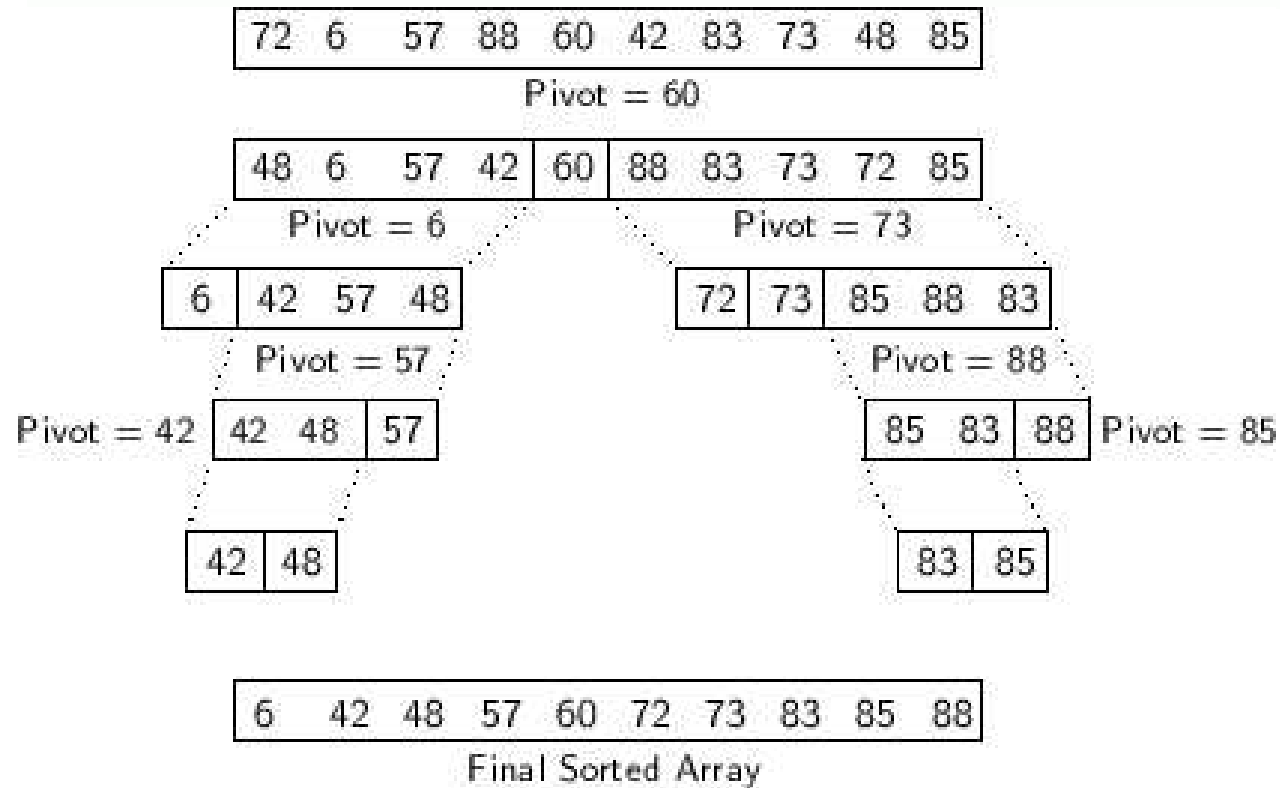 72 6 57 88 60 42 83 73 48 85
Pivot = 60
48 6 57 42 60 88 83 73 72 85
Pivot = 6 Pivot = 73
6 42 57 48 72 73 85 88 83
Pivot = 57 Pivot = 88
Pivot = 42 42 48 57 85 83 88 Pivot = 85
42 48 83 85
6 42 48 57 60 72 73 83 85 88
Final Sorted Array